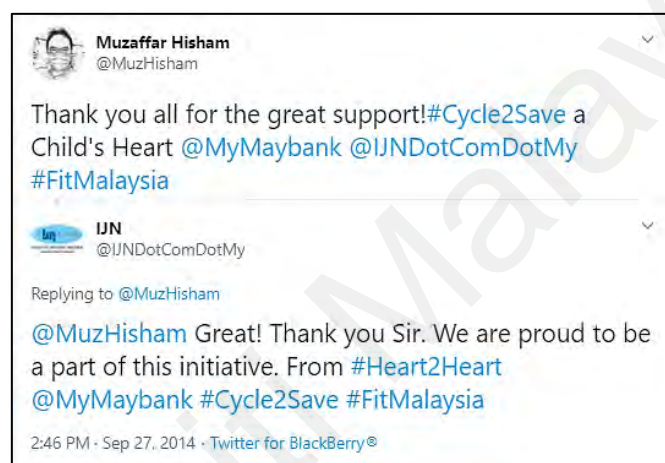 Muzaffar Hisham
@MuzHisham
Thank you all for the great support!#Cycle2Save a
Child's Heart @MyMaybank @IJNDotComDotMy
#FitMalaysia
IJN
@IJNDotComDotMy
Replying to @MuzHisham
@MuzHisham Great! Thank you Sir. We are proud to be
a part of this initiative. From #Heart2Heart
@MyMaybank #Cycle2Save #FitMalaysia
2:46 PM · Sep 27, 2014 · Twitter for BlackBerry®